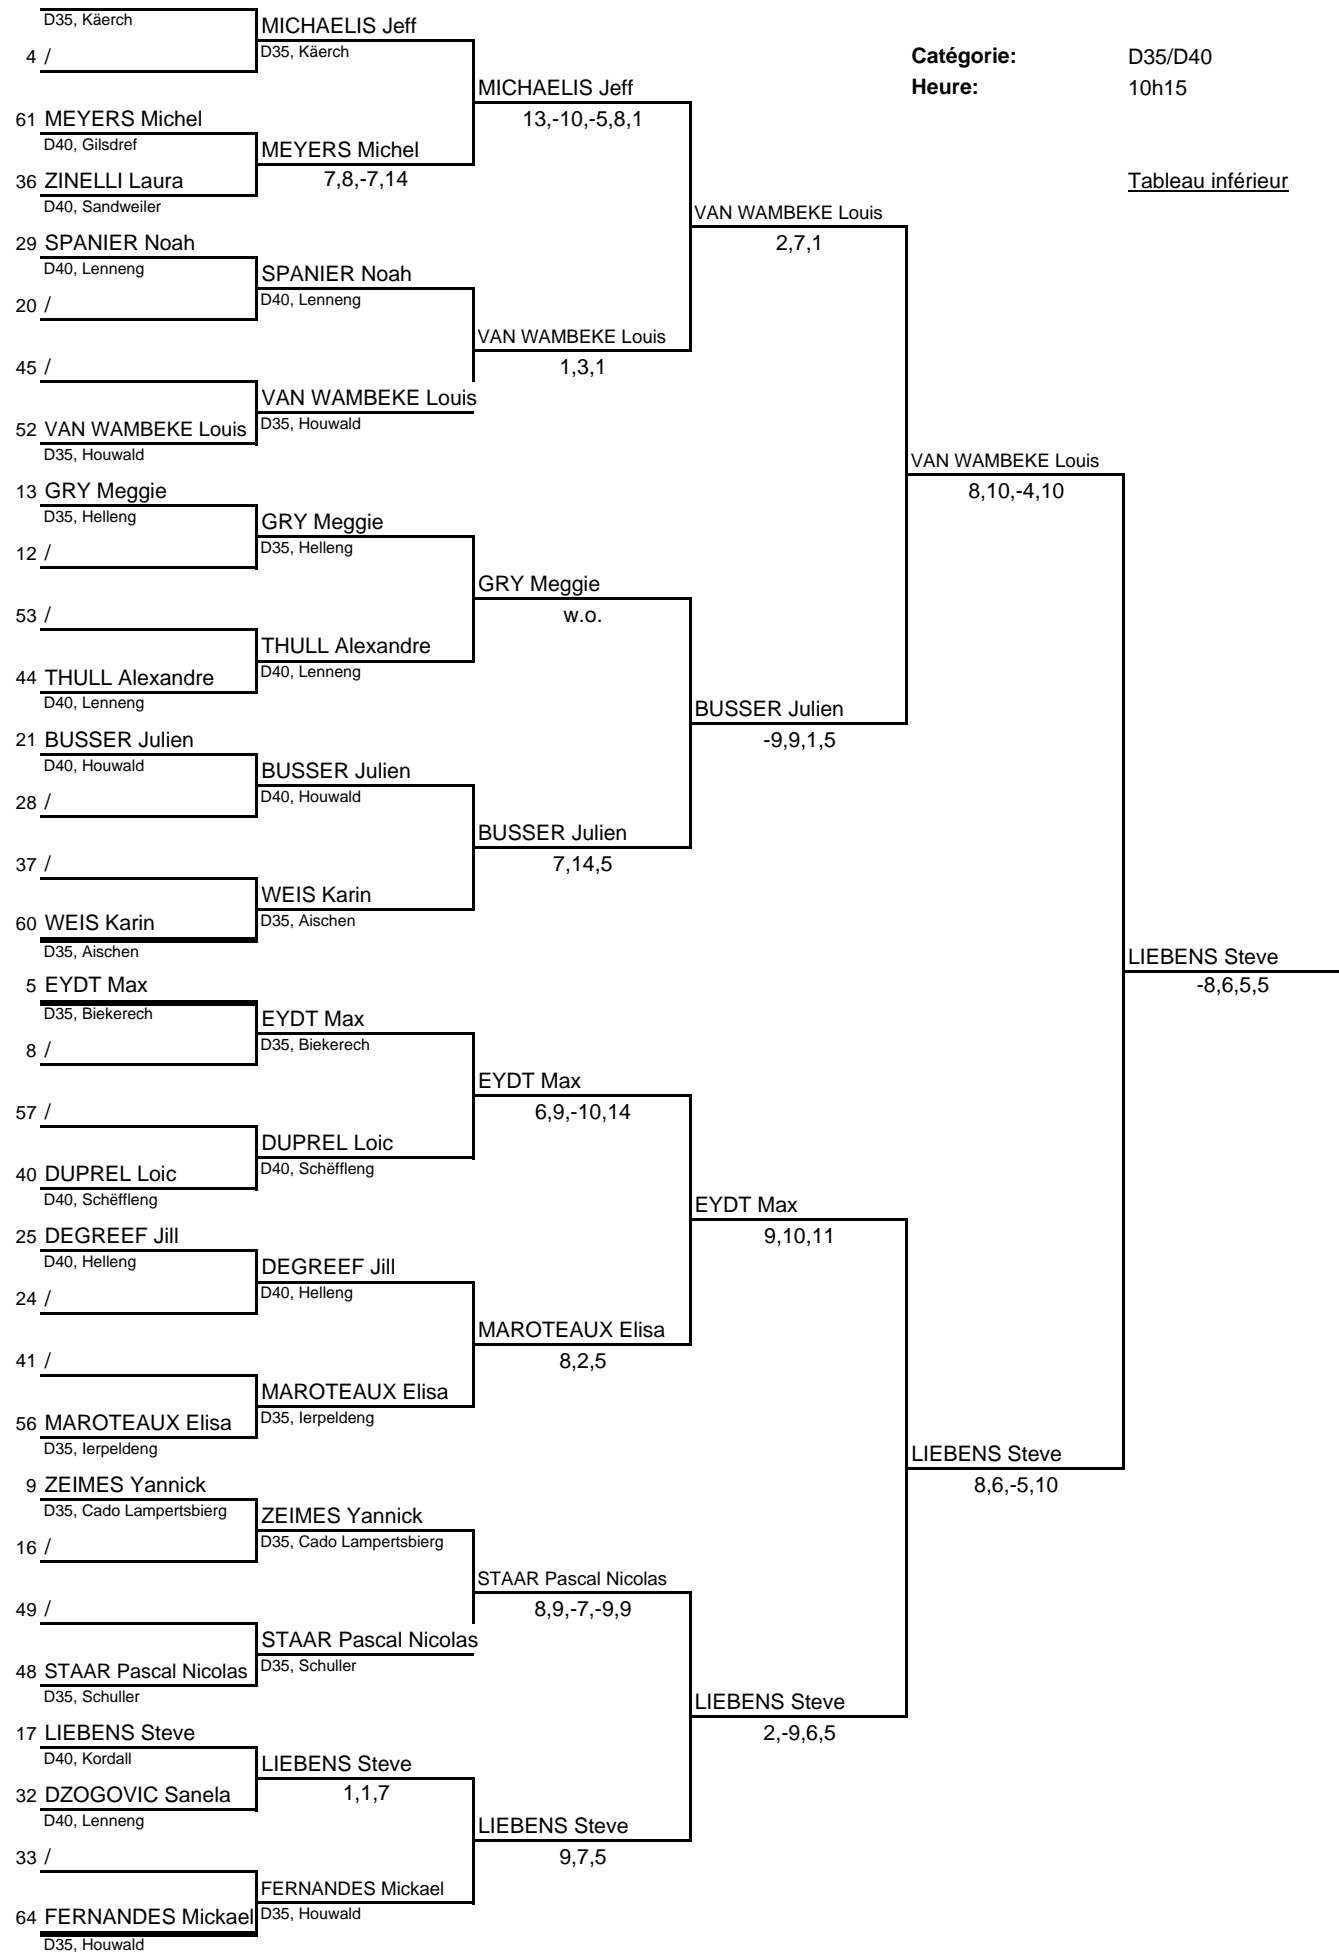 D35, Käerch
MICHAELIS Jeff
4 /
D35, Käerch
Catégorie: D35/D40
MICHAELIS Jeff
Heure: 10h15
61 MEYERS Michel
13,-10,-5,8,1
D40, Gilsdref
MEYERS Michel
36 ZINELLI Laura
7,8,-7,14
Tableau inférieur
D40, Sandweiler
VAN WAMBEKE Louis
29 SPANIER Noah
2,7,1
D40, Lenneng
SPANIER Noah
20 /
D40, Lenneng
VAN WAMBEKE Louis
45 /
1,3,1
VAN WAMBEKE Louis
52 VAN WAMBEKE Louis
D35, Houwald
D35, Houwald
VAN WAMBEKE Louis
13 GRY Meggie
8,10,-4,10
D35, Helleng
GRY Meggie
12 /
D35, Helleng
GRY Meggie
53 /
w.o.
THULL Alexandre
44 THULL Alexandre
D40, Lenneng
D40, Lenneng
BUSSER Julien
21 BUSSER Julien
-9,9,1,5
D40, Houwald
BUSSER Julien
28 /
D40, Houwald
BUSSER Julien
37 /
7,14,5
WEIS Karin
60 WEIS Karin
D35, Aischen
D35, Aischen
LIEBENS Steve
5 EYDT Max
-8,6,5,5
D35, Biekerech
EYDT Max
8 /
D35, Biekerech
EYDT Max
57 /
6,9,-10,14
DUPREL Loic
40 DUPREL Loic
D40, Schëffleng
D40, Schëffleng
EYDT Max
25 DEGREEF Jill
9,10,11
D40, Helleng
DEGREEF Jill
24 /
D40, Helleng
MAROTEAUX Elisa
41 /
8,2,5
MAROTEAUX Elisa
56 MAROTEAUX Elisa
D35, Ierpeldeng
D35, Ierpeldeng
LIEBENS Steve
9 ZEIMES Yannick
8,6,-5,10
D35, Cado Lampertsbierg
ZEIMES Yannick
16 /
D35, Cado Lampertsbierg
STAAR Pascal Nicolas
49 /
8,9,-7,-9,9
STAAR Pascal Nicolas
48 STAAR Pascal Nicolas
D35, Schuller
D35, Schuller
LIEBENS Steve
17 LIEBENS Steve
2,-9,6,5
D40, Kordall
LIEBENS Steve
32 DZOGOVIC Sanela
1,1,7
D40, Lenneng
LIEBENS Steve
33 /
9,7,5
FERNANDES Mickael
64 FERNANDES Mickael
D35, Houwald
D35, Houwald